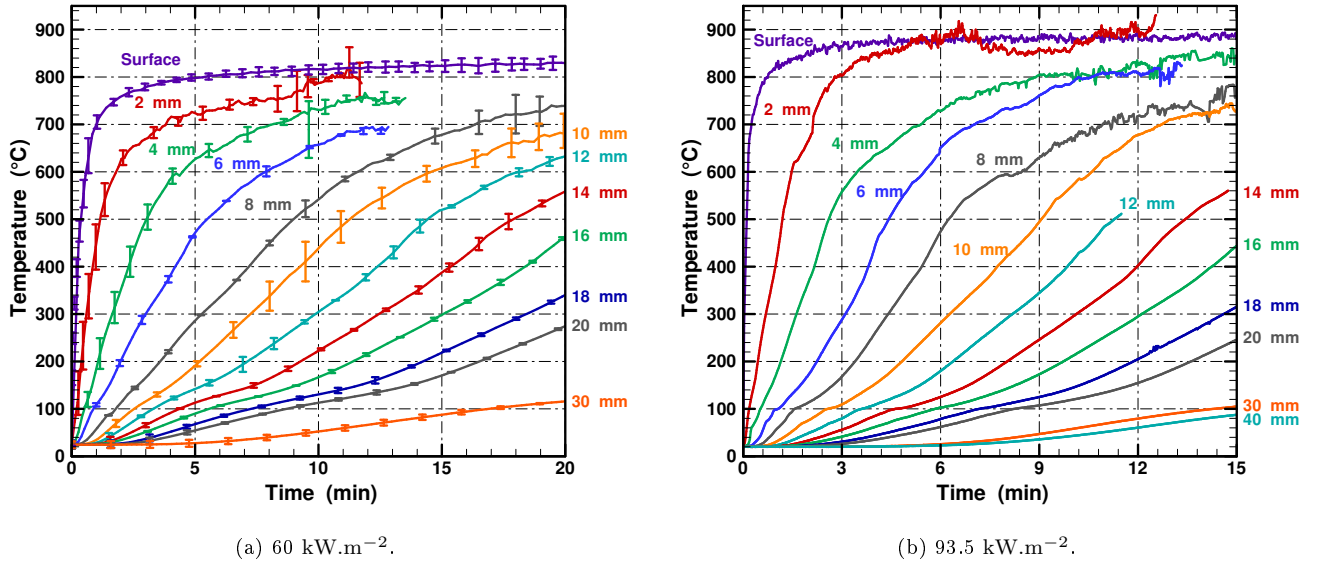 900
800
700
600
500
400
300
200
100
0
Temperature (°C)
Surface
2 mm
4 mm
6 mm
8 mm
10 mm
12 mm
14 mm
16 mm
18 mm
20 mm
30 mm
0 5 10 15 20
Time (min)
(a) 60 kW.m−2.
900
800
700
600
500
400
300
200
100
0
Temperature (°C)
Surface
2 mm
4 mm
6 mm
8 mm
10 mm
12 mm
14 mm
16 mm
18 mm
20 mm
30 mm
40 mm
0 3 6 9 12 15
Time (min)
(b) 93.5 kW.m−2.